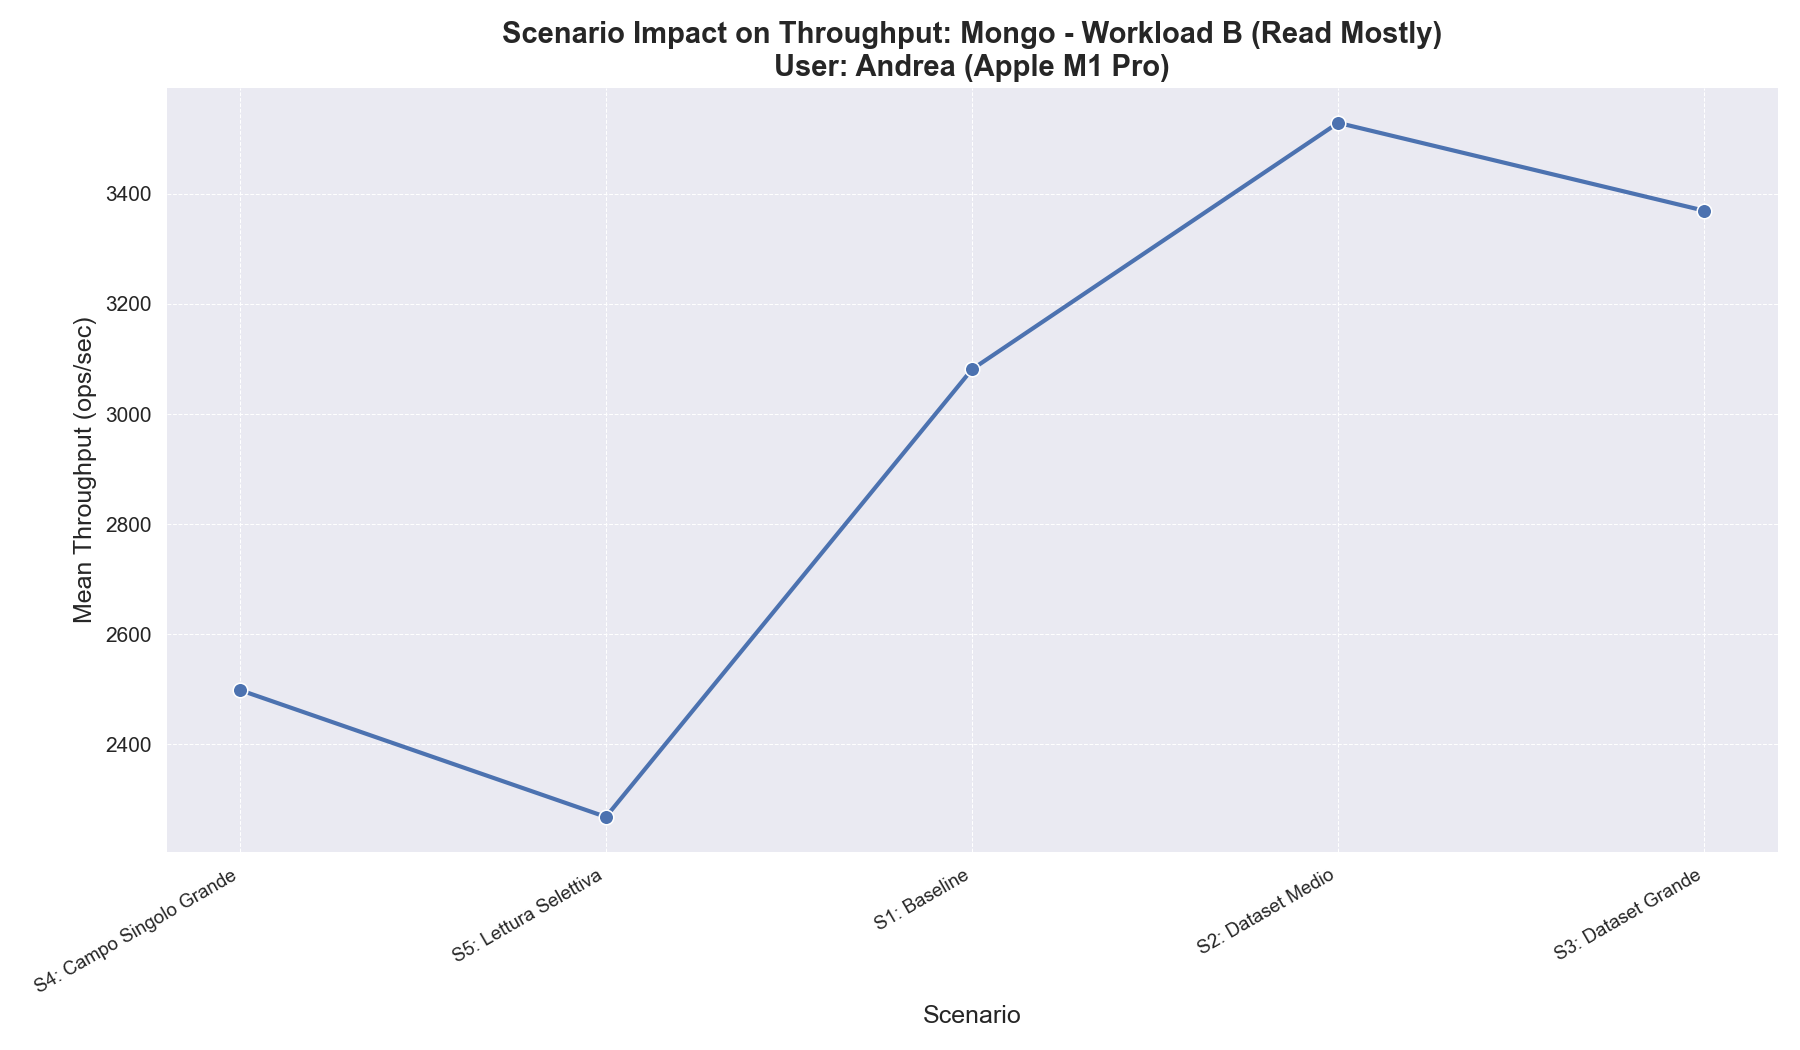 Scenario Impact on Throughput: Mongo - Workload B (Read Mostly)
User: Andrea (Apple M1 Pro)
Mean Throughput (ops/sec)
3400
3200
3000
2800
2600
2400
S4: Campo Singolo Grande
S5: Lettura Selettiva
S1: Baseline
S2: Dataset Medio
S3: Dataset Grande
Scenario